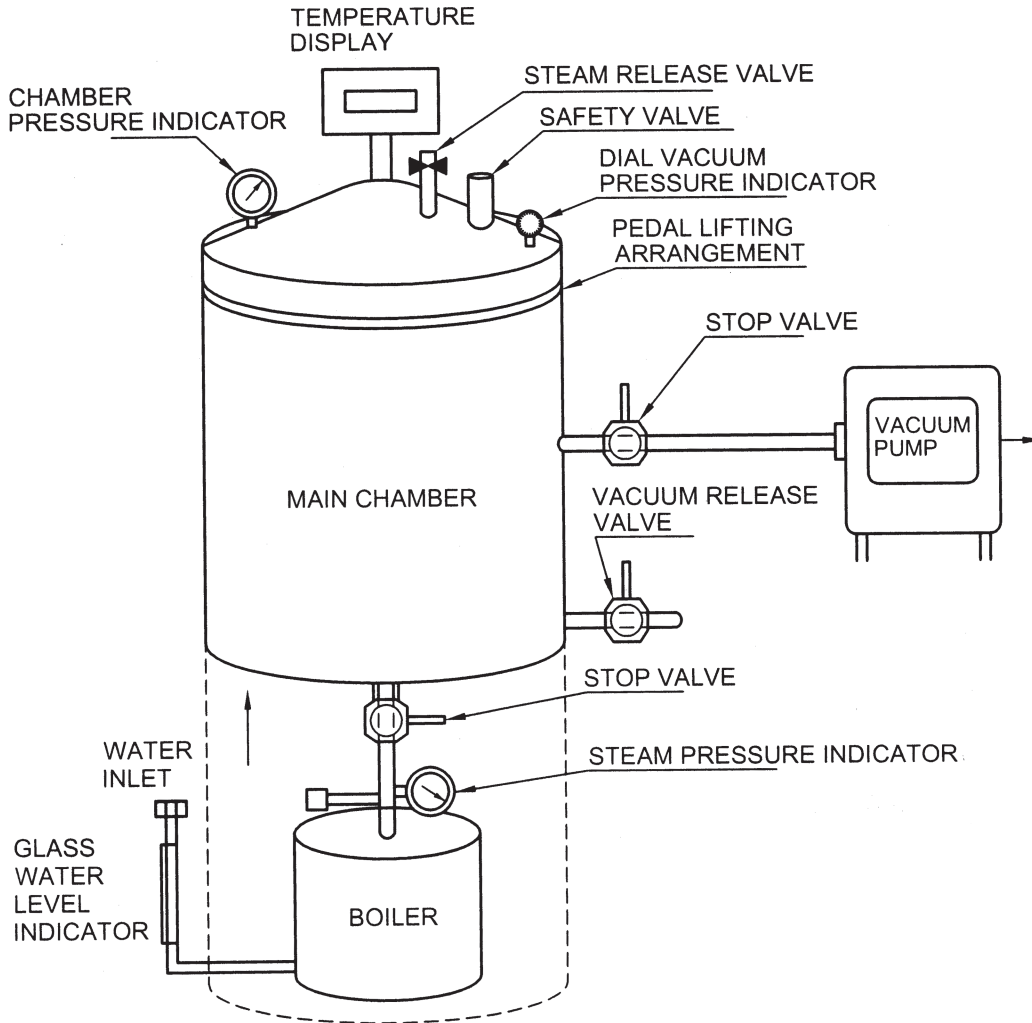 TEMPERATURE
DISPLAY
STEAM RELEASE VALVE
CHAMBER
PRESSURE INDICATOR
SAFETY VALVE
DIAL VACUUM
PRESSURE INDICATOR
PEDAL LIFTING
ARRANGEMENT
STOP VALVE
VACUUM
PUMP
MAIN CHAMBER
VACUUM RELEASE
VALVE
STOP VALVE
WATER
INLET
STEAM PRESSURE INDICATOR
GLASS
WATER
LEVEL
INDICATOR
BOILER